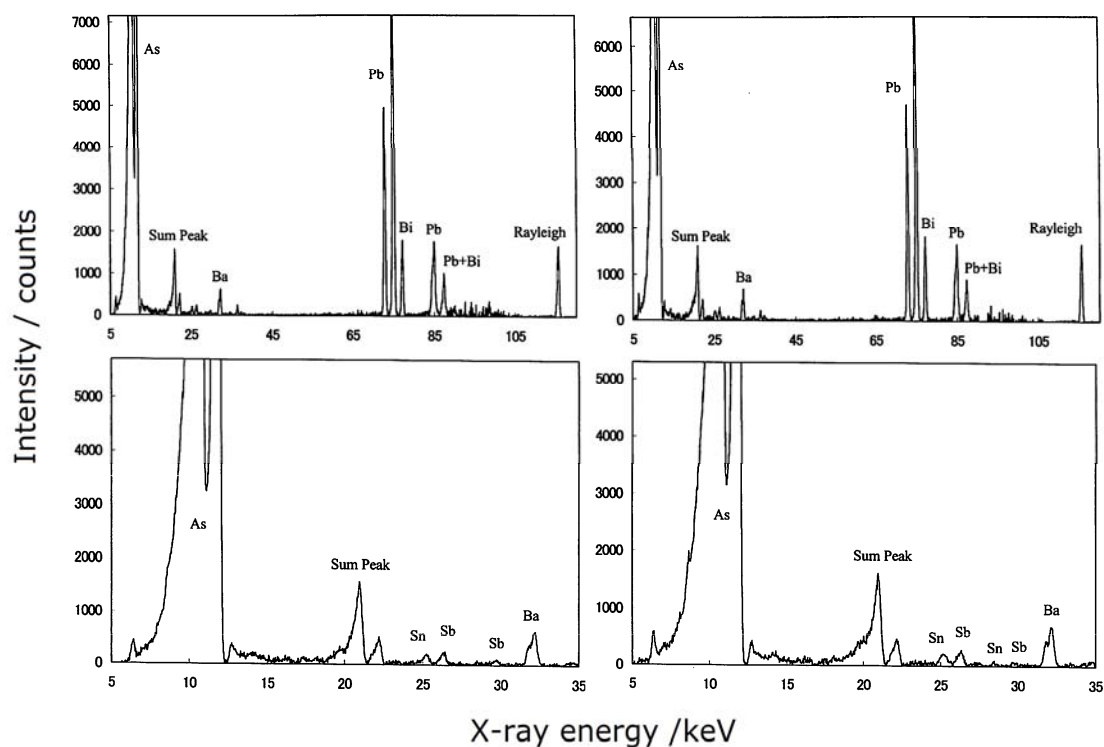 Intensity / counts
7000
6000
5000
4000
3000
2000
1000
0
As
Sum Peak
Ba
Pb
Bi
Pb
Pb+Bi
Rayleigh
5 25 45 65 85 105
6000
5000
4000
3000
2000
1000
0
As
Sum Peak
Ba
Pb
Bi
Pb
Pb+Bi
Rayleigh
5 25 45 65 85 105
5000
4000
3000
2000
1000
0
As
Sum Peak
Sn
Sb
Sb
Ba
5 10 15 20 25 30 35
5000
4000
3000
2000
1000
0
As
Sum Peak
Sn
Sb
Sn
Sb
Ba
5 10 15 20 25 30 35
X-ray energy /keV